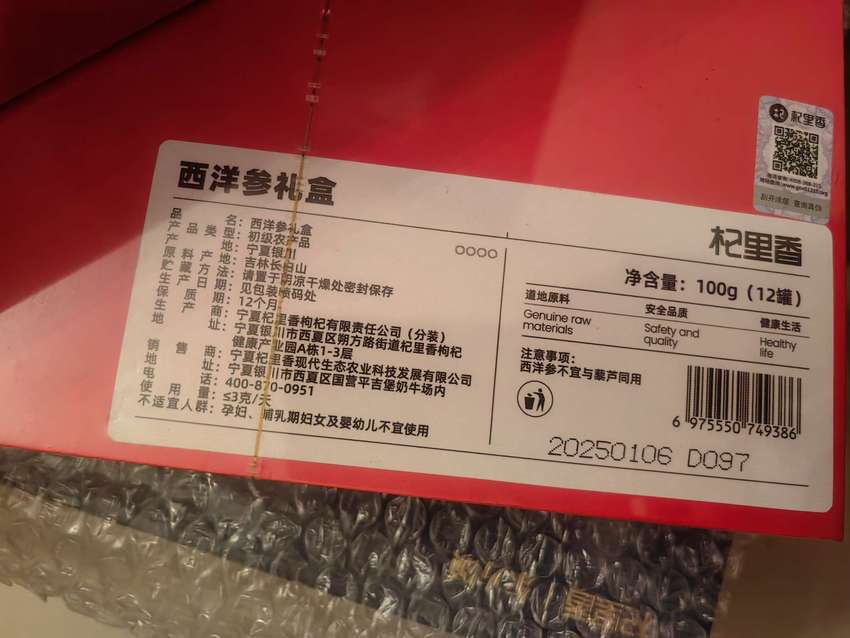 西洋参礼盒
品名：西洋参礼盒
产品类型：初级农产品
产地：宁夏银川
原料产地：吉林长白山
贮藏方法：请置于阴凉干燥处密封保存
生产日期：见包装喷码处
保质期：12个月
生产商：宁夏杞里香枸杞有限责任公司（分装）
地址：宁夏银川市西夏区朔方路街道杞里香枸杞
健康产业园A栋1-3层
销售商：宁夏杞里香现代生态农业科技发展有限公司
地址：宁夏银川市西夏区国营平吉堡奶牛场内
电话：400-870-0951
使用量：≤3克/天
不适宜人群：孕妇、哺乳期妇女及婴幼儿不宜使用
杞里香
净含量：100g（12罐）
道地原料 安全品质 健康生活
Genuine raw materials
Safety and quality
Healthy life
注意事项：
西洋参不宜与藜芦同用
6 975550 749386
20250106 D097
杞里香
刮开涂层 查询真伪